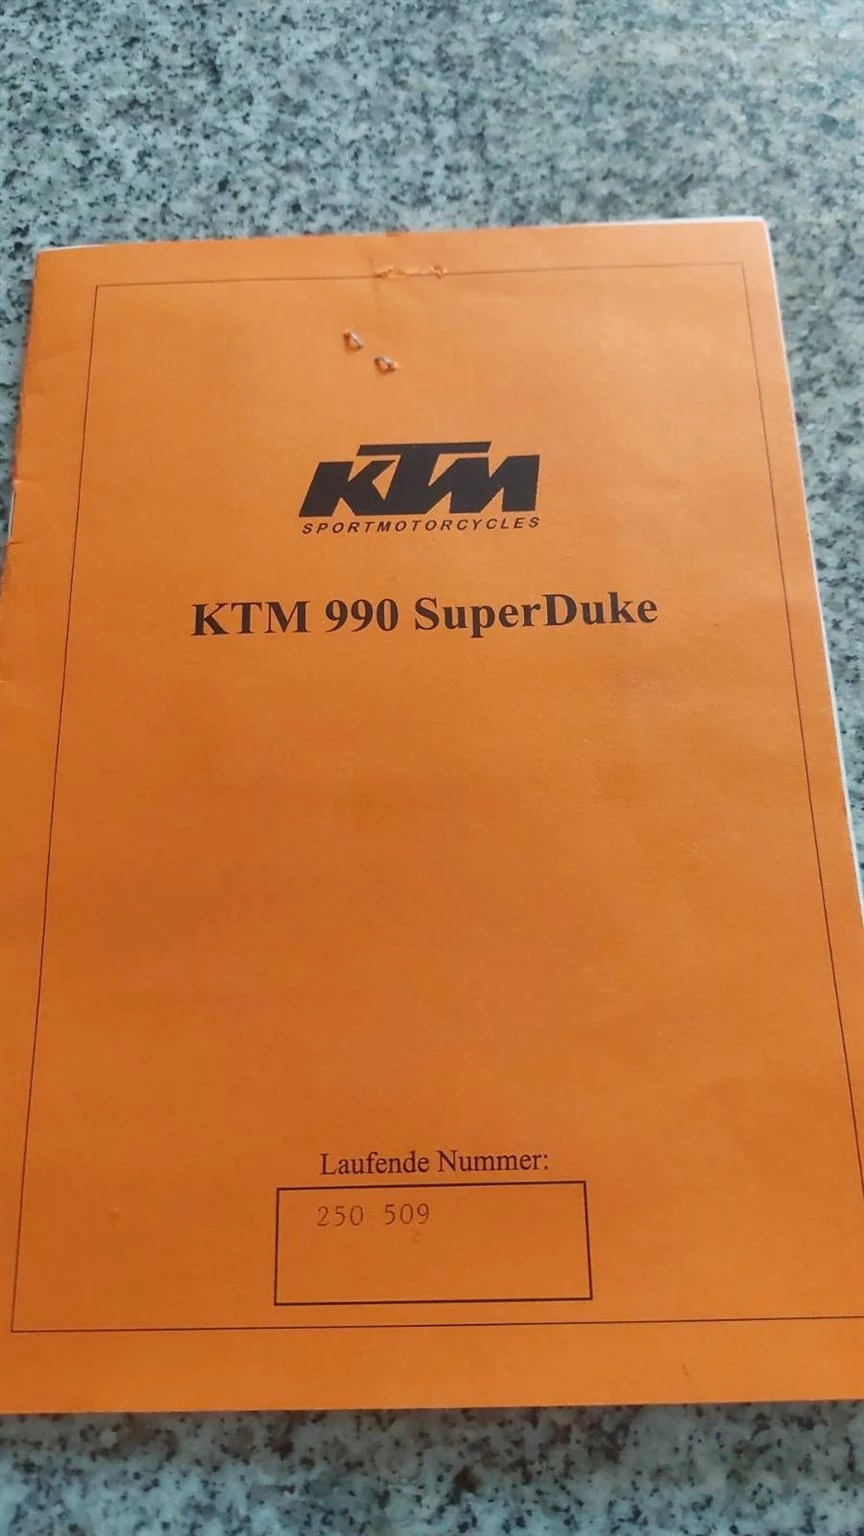 KTM
SPORTMOTORCYCLES
KTM 990 SuperDuke
Laufende Nummer:
250 509